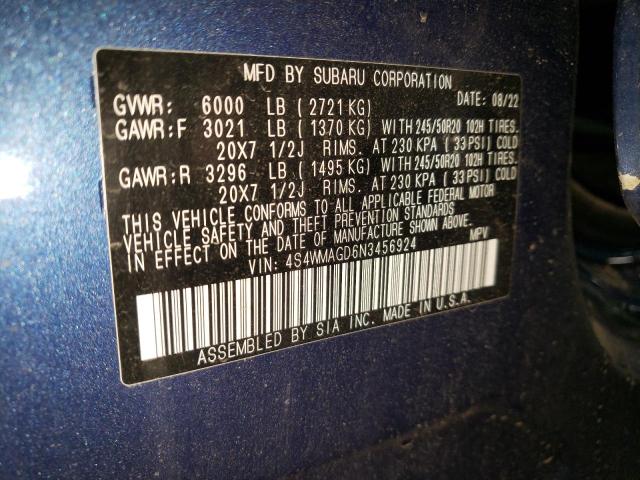 MFD BY SUBARU CORPORATION
GVWR: 6000 LB ( 2721 KG) DATE: 08/22
GAWR:F 3021 LB ( 1370 KG) WITH 245/50R20 102H TIRES.
20X7 1/2J RIMS. AT 230 KPA ( 33 PSI) COLD
GAWR:R 3296 LB ( 1495 KG) WITH 245/50R20 102H TIRES.
20X7 1/2J RIMS. AT 230 KPA ( 33 PSI) COLD
THIS VEHICLE CONFORMS TO ALL APPLICABLE FEDERAL MOTOR
VEHICLE SAFETY AND THEFT PREVENTION STANDARDS
IN EFFECT ON THE DATE OF MANUFACTURE SHOWN ABOVE.
VIN: 4S4WMAGD6N3456924 MPV
ASSEMBLED BY SIA INC. MADE IN U.S.A.